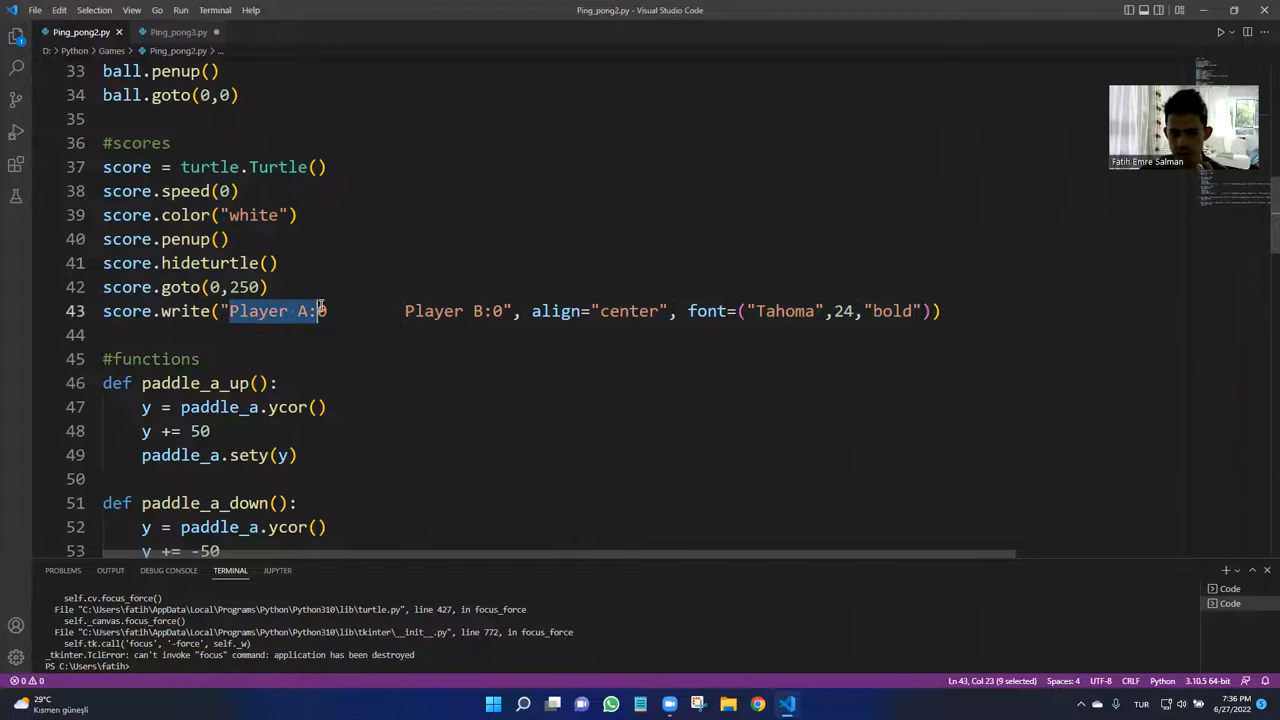 File Edit Selection View Go Run Terminal Help
Ping_pong2.py - Visual Studio Code
Ping_pong2.py
Ping_pong3.py
D: > Python > Games > Ping_pong2.py > ...
33 ball.penup()
34 ball.goto(0,0)
35
36 #scores
37 score = turtle.Turtle()
38 score.speed(0)
39 score.color("white")
40 score.penup()
41 score.hideturtle()
42 score.goto(0,250)
43 score.write("Player A:0        Player B:0", align="center", font=("Tahoma",24,"bold"))
44
45 #functions
46 def paddle_a_up():
47     y = paddle_a.ycor()
48     y += 50
49     paddle_a.sety(y)
50
51 def paddle_a_down():
52     y = paddle_a.ycor()
53     y += -50
Fatih Emre Salman
1
PROBLEMS OUTPUT DEBUG CONSOLE TERMINAL JUPYTER
self.cv.focus_force()
File "C:\Users\fatih\AppData\Local\Programs\Python\Python310\lib\turtle.py", line 427, in focus_force
self._canvas.focus_force()
File "C:\Users\fatih\AppData\Local\Programs\Python\Python310\lib\tkinter\__init__.py", line 772, in focus_force
self.tk.call('focus', '-force', self._w)
_tkinter.TclError: can't invoke "focus" command: application has been destroyed
PS C:\Users\fatih>
Code
Code
0 0
Ln 43, Col 23 (9 selected) Spaces: 4 UTF-8 CRLF Python 3.10.5 64-bit
29°C
Kısmen güneşli
TUR
7:36 PM
6/27/2022